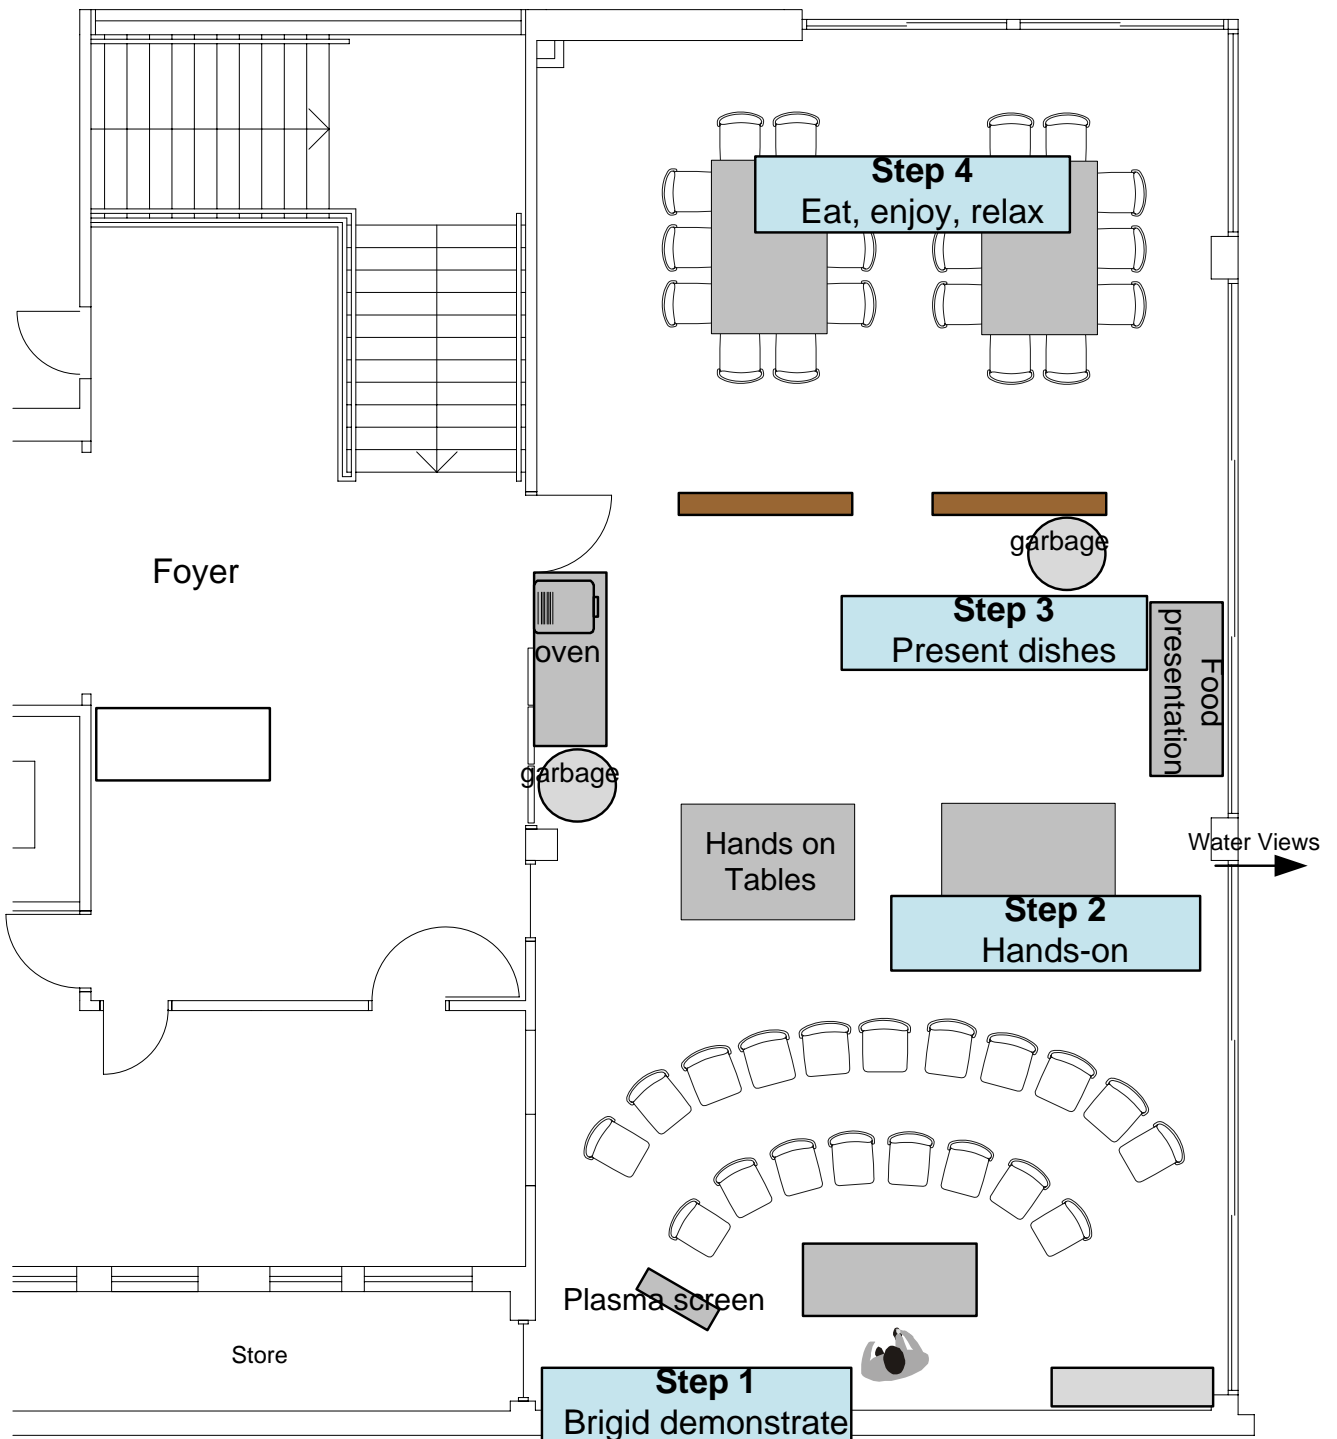 Step 4
Eat, enjoy, relax
garbage
Foyer
Step 3
Present dishes
oven
Food
presentation
garbage
Hands on
Tables
Water Views
Step 2
Hands-on
Plasma screen
Store
Step 1
Brigid demonstrate